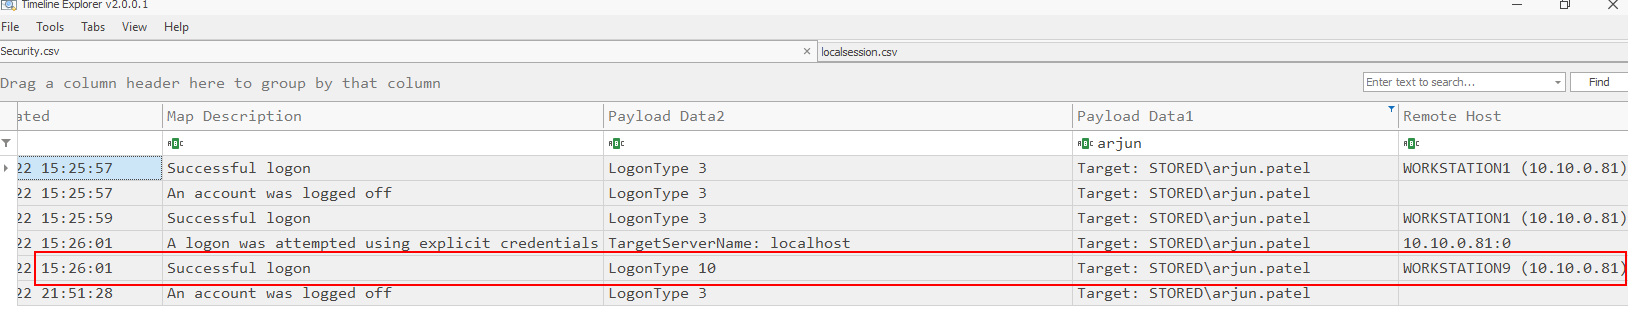 Timeline Explorer v2.0.0.1
File Tools Tabs View Help
Security.csv × localsession.csv
Drag a column header here to group by that column
Enter text to search... Find
ated Map Description Payload Data2 Payload Data1 Remote Host
arjun
22 15:25:57 Successful logon LogonType 3 Target: STORED\arjun.patel WORKSTATION1 (10.10.0.81)
22 15:25:57 An account was logged off LogonType 3 Target: STORED\arjun.patel
22 15:25:59 Successful logon LogonType 3 Target: STORED\arjun.patel WORKSTATION1 (10.10.0.81)
22 15:26:01 A logon was attempted using explicit credentials TargetServerName: localhost Target: STORED\arjun.patel 10.10.0.81:0
22 15:26:01 Successful logon LogonType 10 Target: STORED\arjun.patel WORKSTATION9 (10.10.0.81)
22 21:51:28 An account was logged off LogonType 3 Target: STORED\arjun.patel